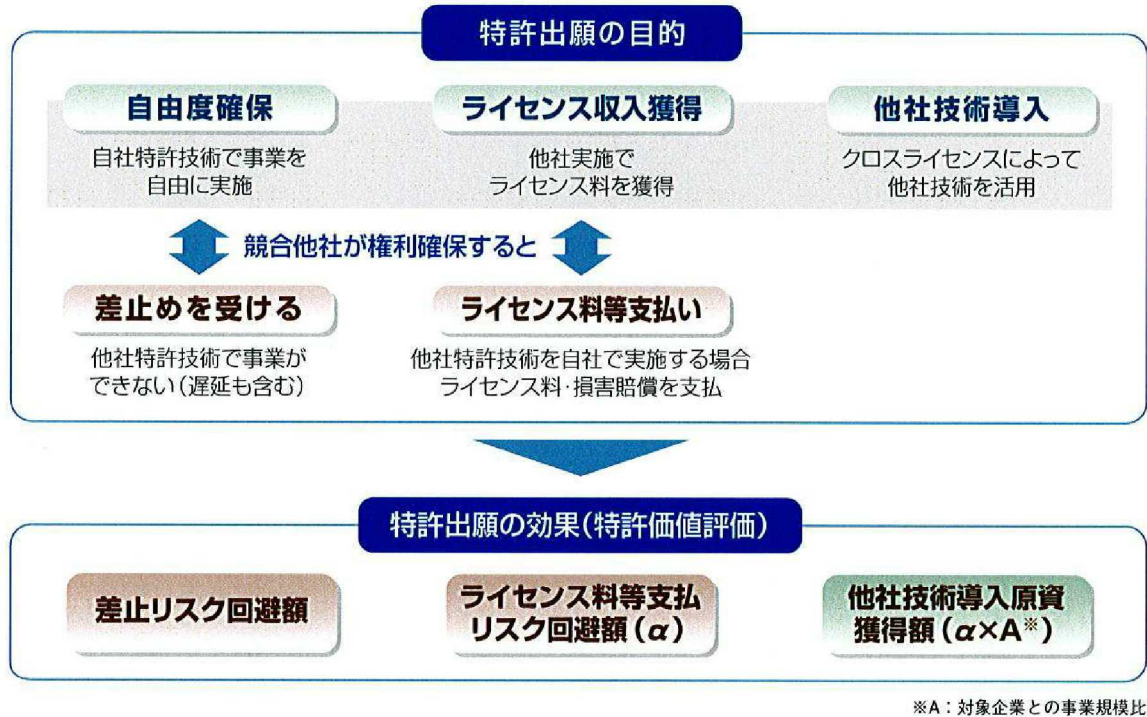 特許出願の目的
自由度確保
自社特許技術で事業を
自由に実施
ライセンス収入獲得
他社実施で
ライセンス料を獲得
他社技術導入
クロスライセンスによって
他社技術を活用
競合他社が権利確保すると
差止めを受ける
他社特許技術で事業が
できない(遅延も含む)
ライセンス料等支払い
他社特許技術を自社で実施する場合
ライセンス料・損害賠償を支払
特許出願の効果(特許価値評価)
差止リスク回避額
ライセンス料等支払
リスク回避額(α)
他社技術導入原資
獲得額(α×A※)
※A:対象企業との事業規模比